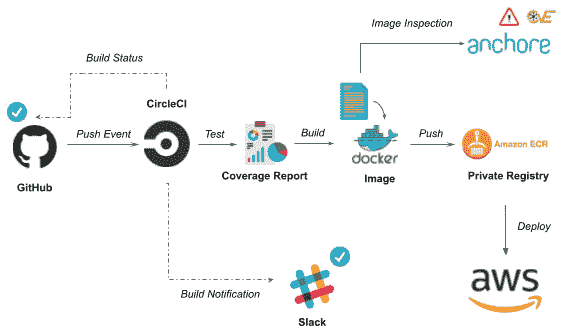 Image Inspection
CVE
anchore
Build Status
CircleCI
Push Event
Test
Build
docker
Push
Amazon ECR
GitHub
Coverage Report
Image
Private Registry
Deploy
Build Notification
aws
Slack